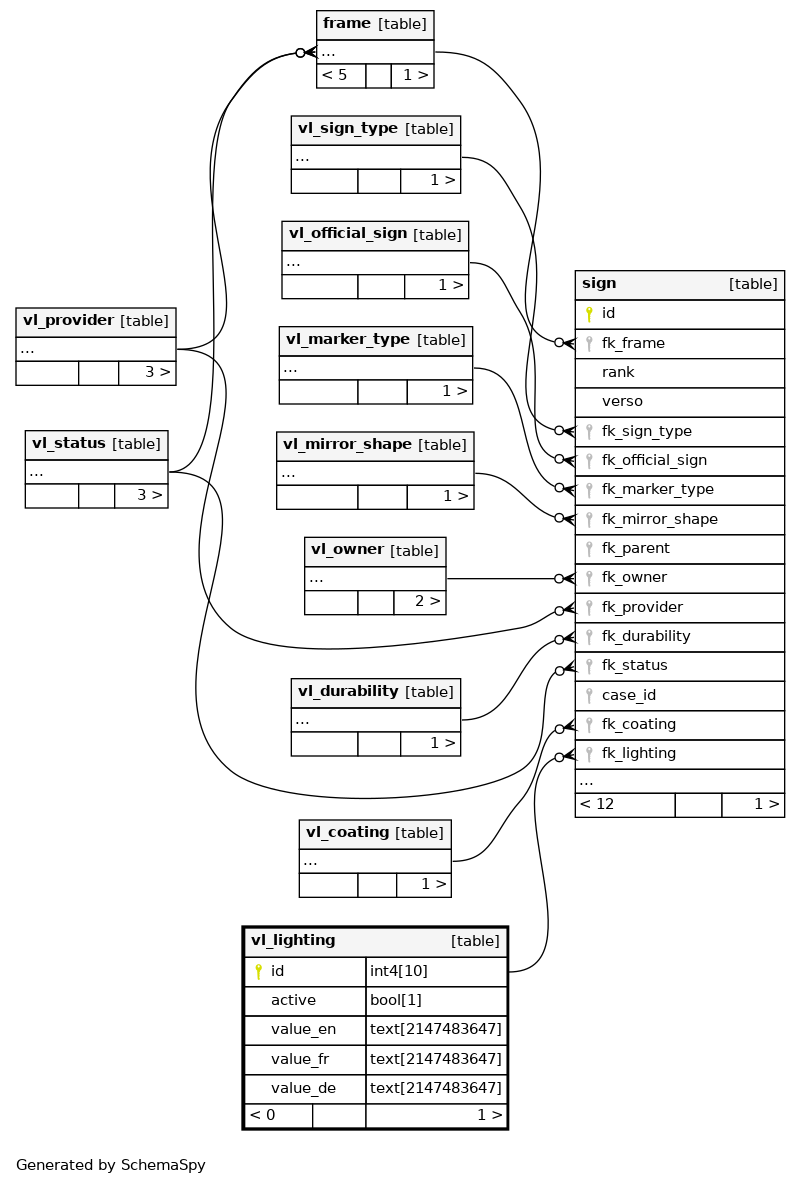 frame [table]
...
< 5 1 >
vl_sign_type [table]
...
1 >
vl_official_sign [table]
...
1 >
vl_provider [table]
...
3 >
vl_marker_type [table]
...
1 >
vl_status [table]
...
3 >
vl_mirror_shape [table]
...
1 >
vl_owner [table]
...
2 >
vl_durability [table]
...
1 >
vl_coating [table]
...
1 >
sign [table]
id
fk_frame
rank
verso
fk_sign_type
fk_official_sign
fk_marker_type
fk_mirror_shape
fk_parent
fk_owner
fk_provider
fk_durability
fk_status
case_id
fk_coating
fk_lighting
...
< 12 1 >
vl_lighting [table]
id int4[10]
active bool[1]
value_en text[2147483647]
value_fr text[2147483647]
value_de text[2147483647]
< 0 1 >
Generated by SchemaSpy